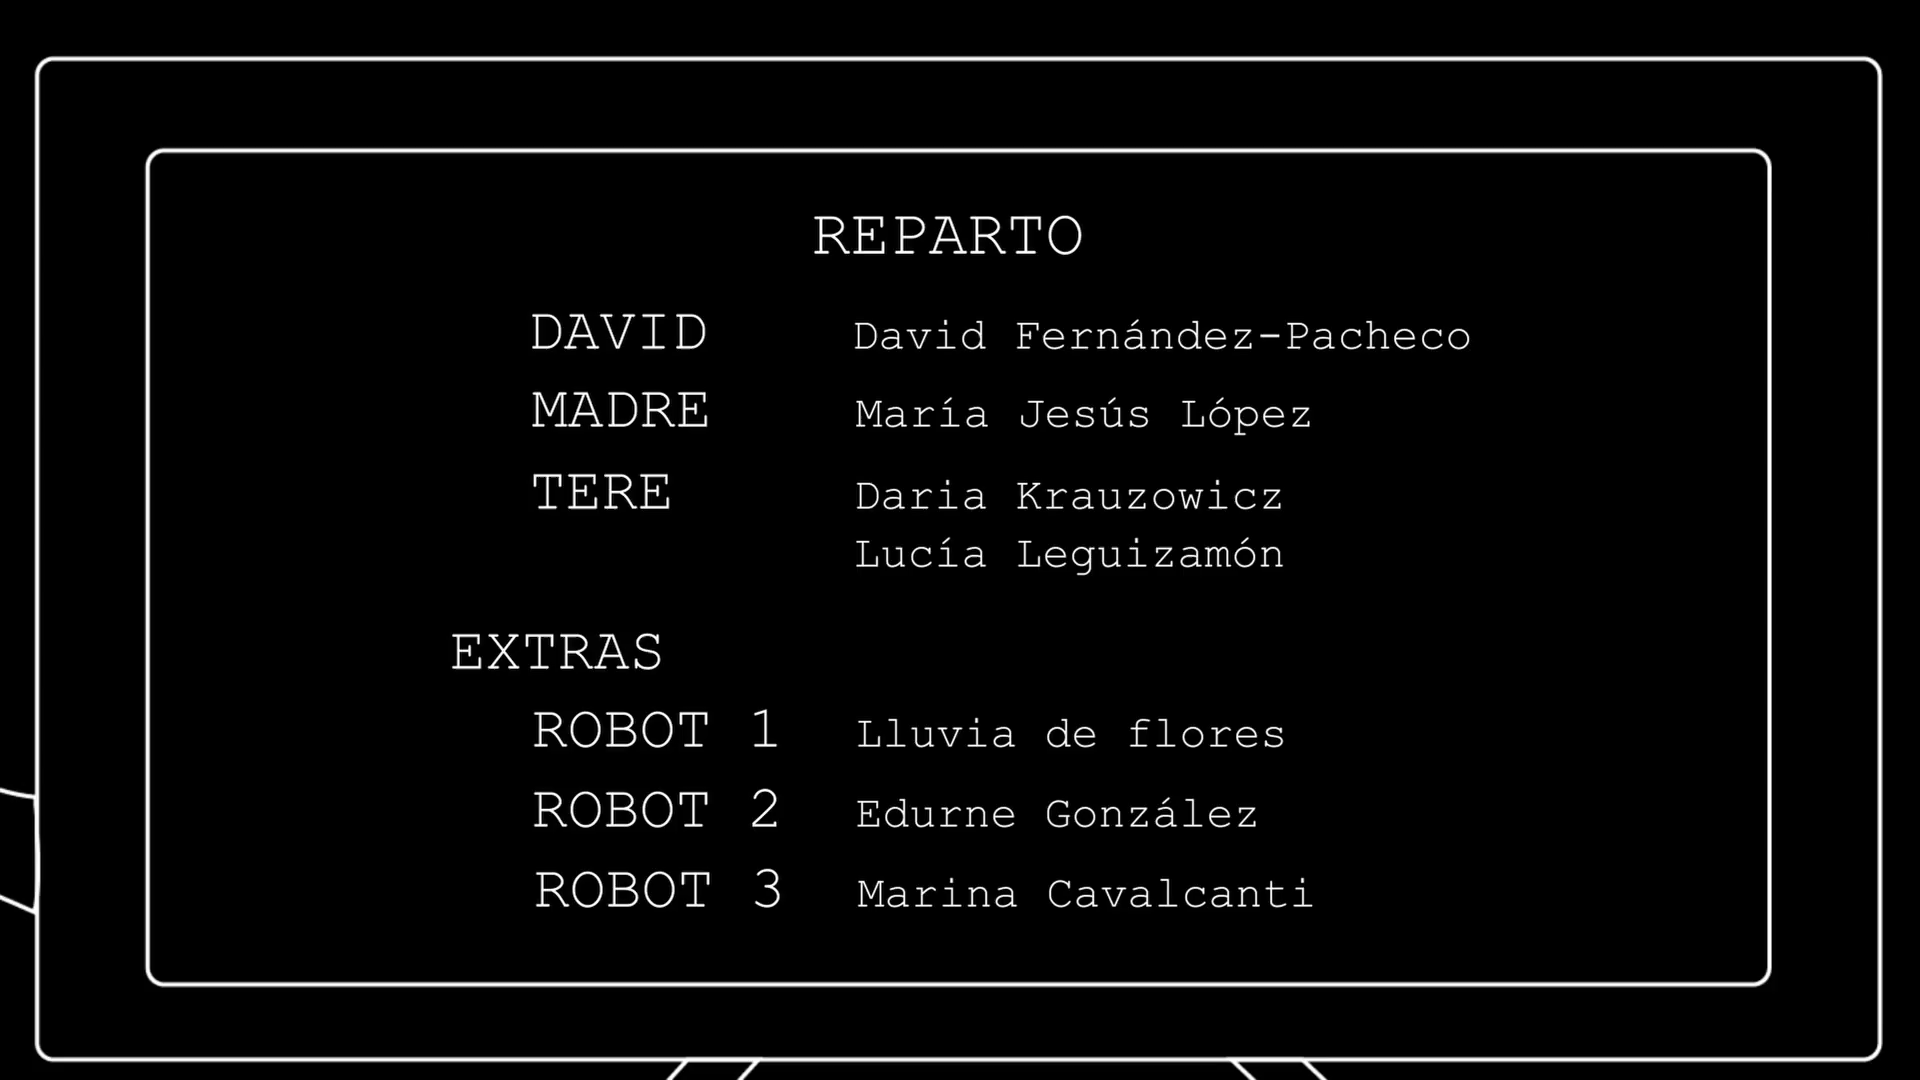 REPARTO
DAVID David Fernández-Pacheco
MADRE María Jesús López
TERE Daria Krauzowicz
Lucía Leguizamón
EXTRAS
ROBOT 1 Lluvia de flores
ROBOT 2 Edurne González
ROBOT 3 Marina Cavalcanti